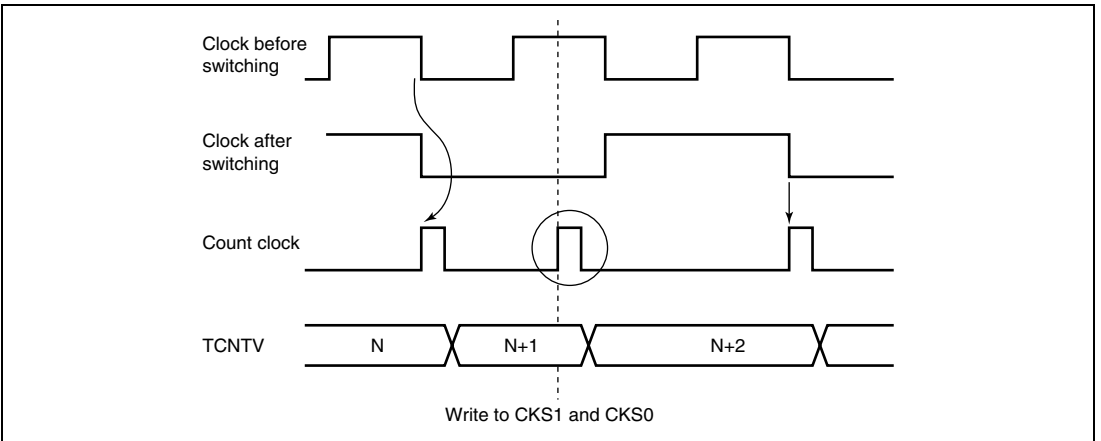 Clock before
switching
Clock after
switching
Count clock
TCNTV
N
N+1
N+2
Write to CKS1 and CKS0